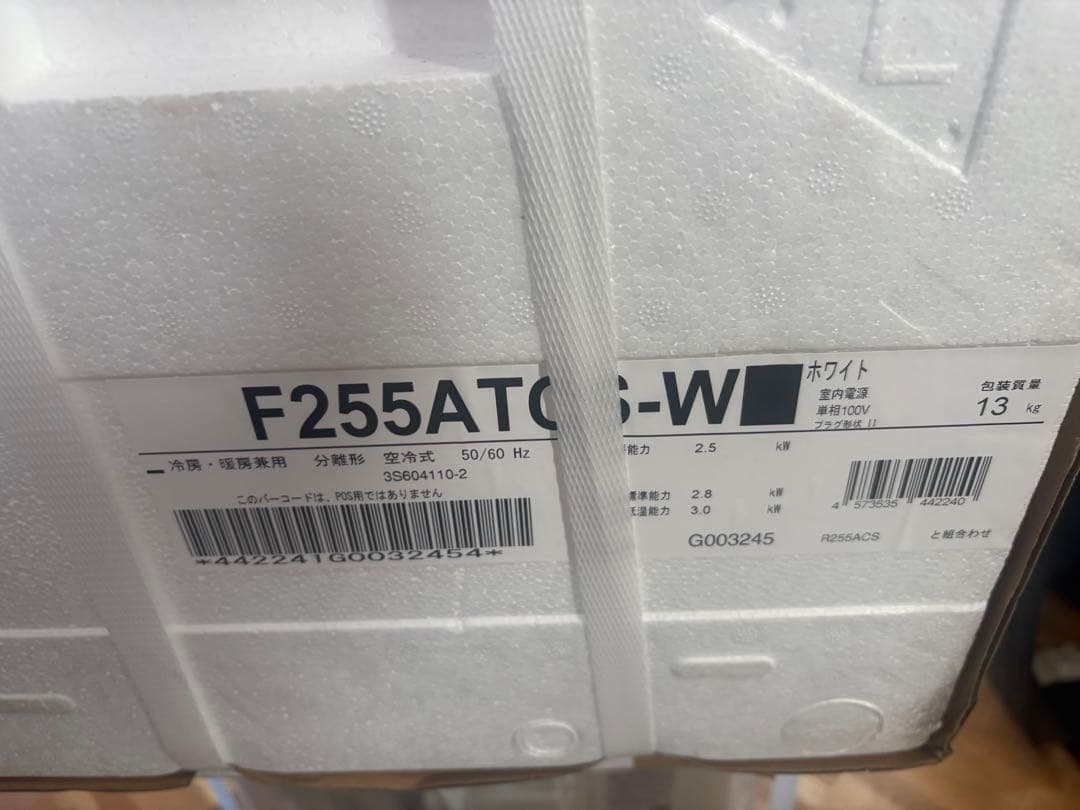 F255ATCS-W■ ホワイト
室内電源
単相100V
プラグ形状 II
包装質量
13 kg
冷房・暖房兼用 分離形 空冷式 50/60 Hz
3S604110-2
能力 2.5 kW
標準能力 2.8 kW
低温能力 3.0 kW
このバーコードは、POS用ではありません
*442241G0032454*
4 573535 442240
G003245 R255ACS と組合わせ